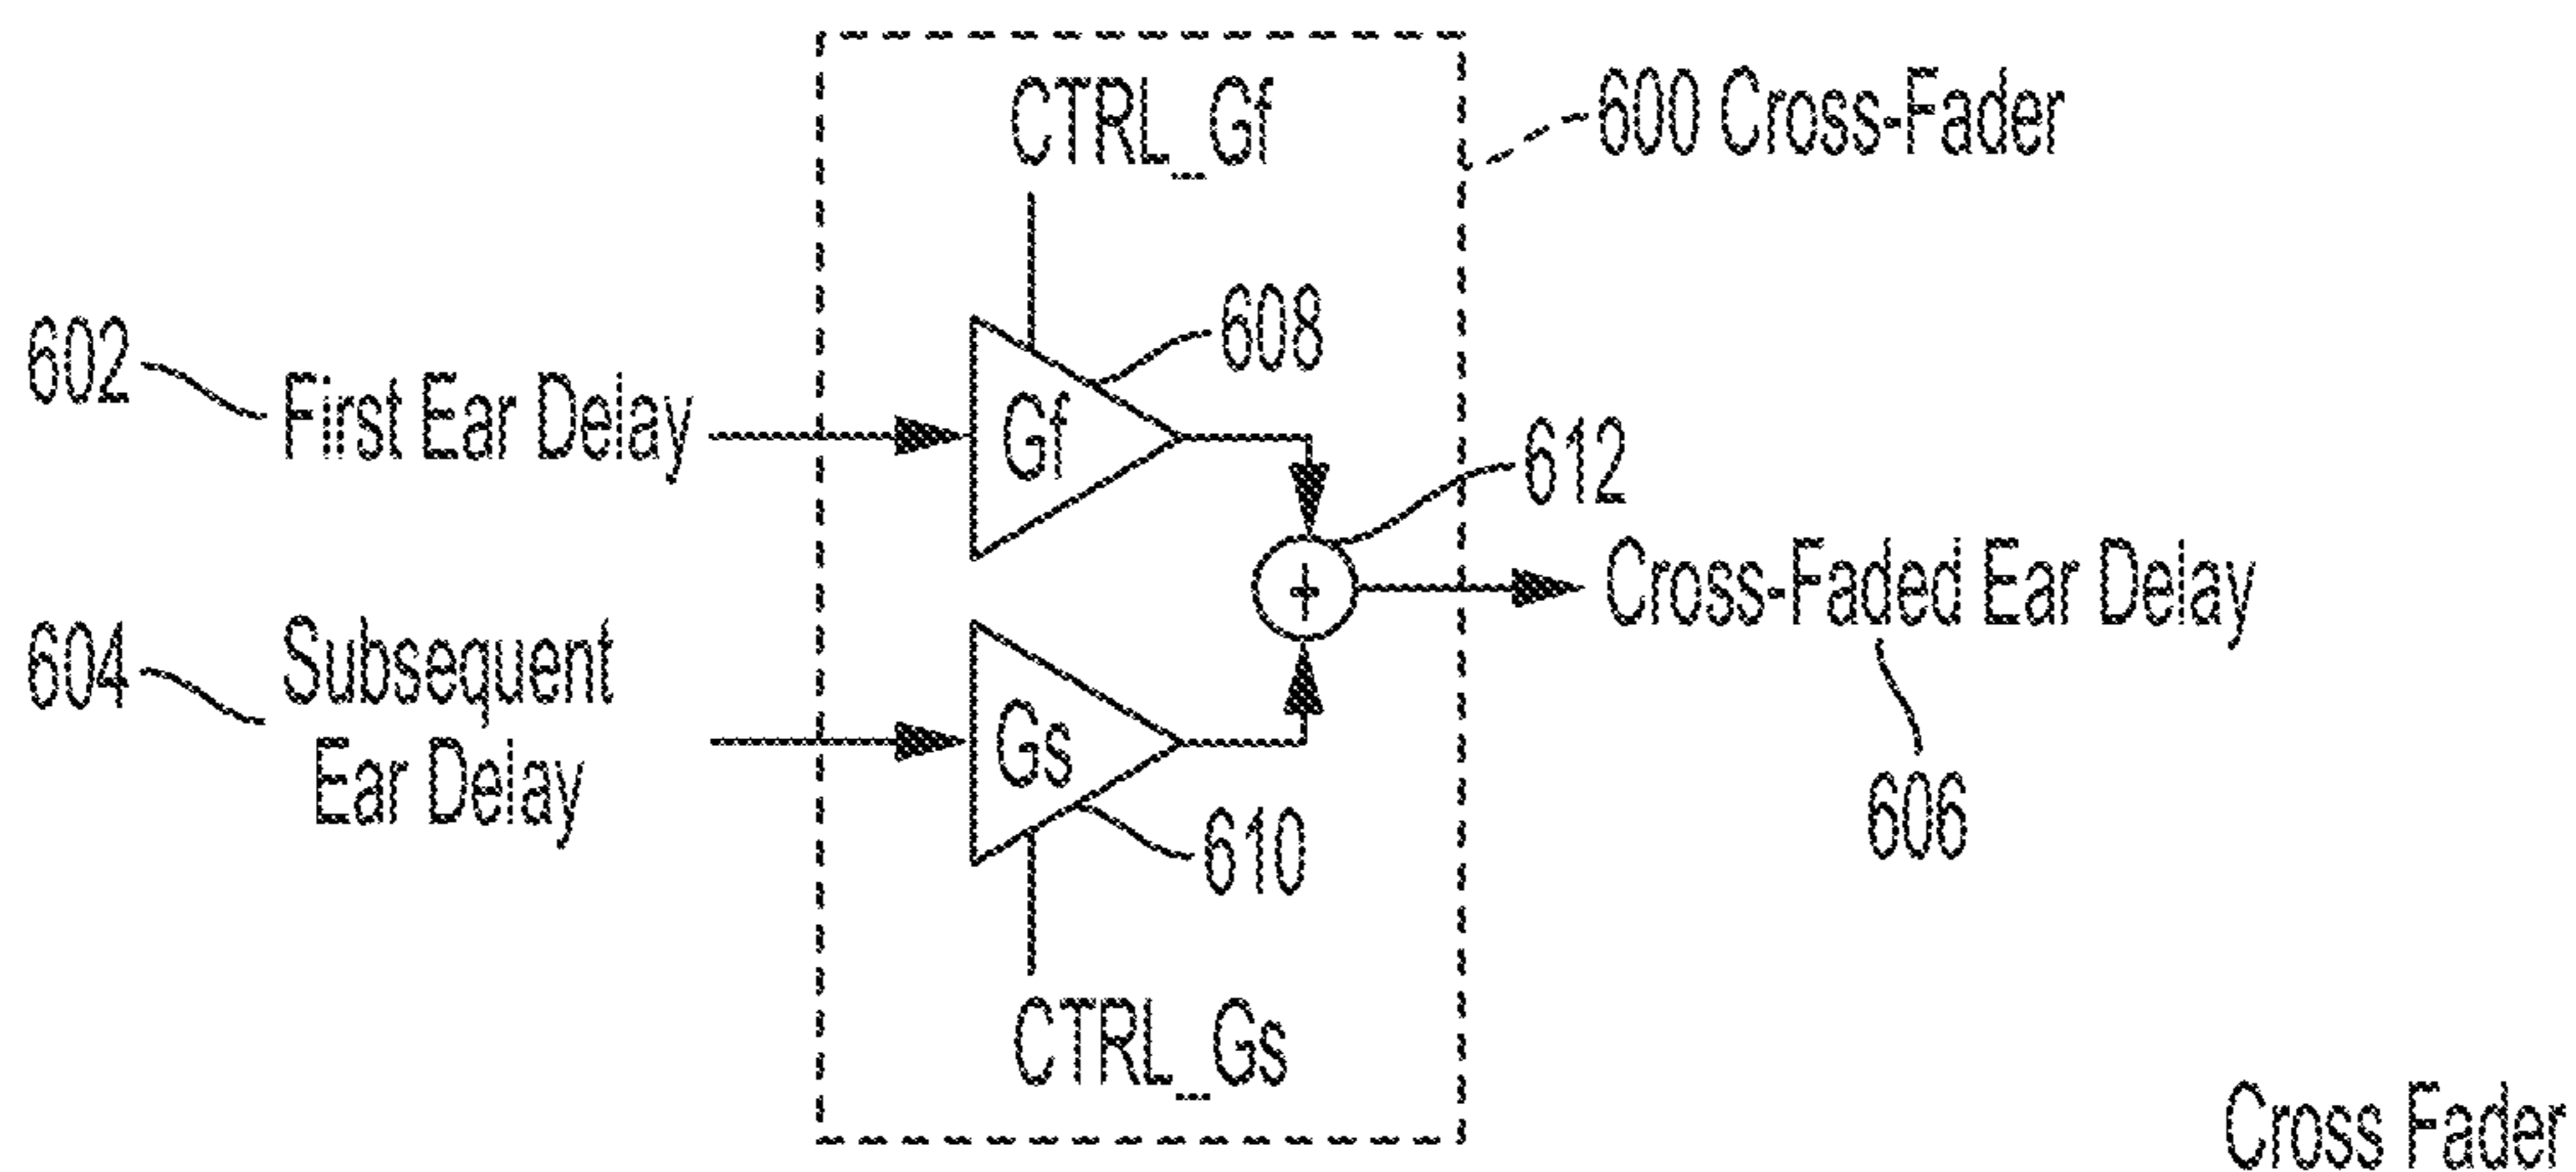 CTRL_Gf
600 Cross-Fader
608
602
First Ear Delay
Gf
612
Cross-Faded Ear Delay
604
Subsequent
Ear Delay
Gs
610
606
CTRL_Gs
+
Cross Fader